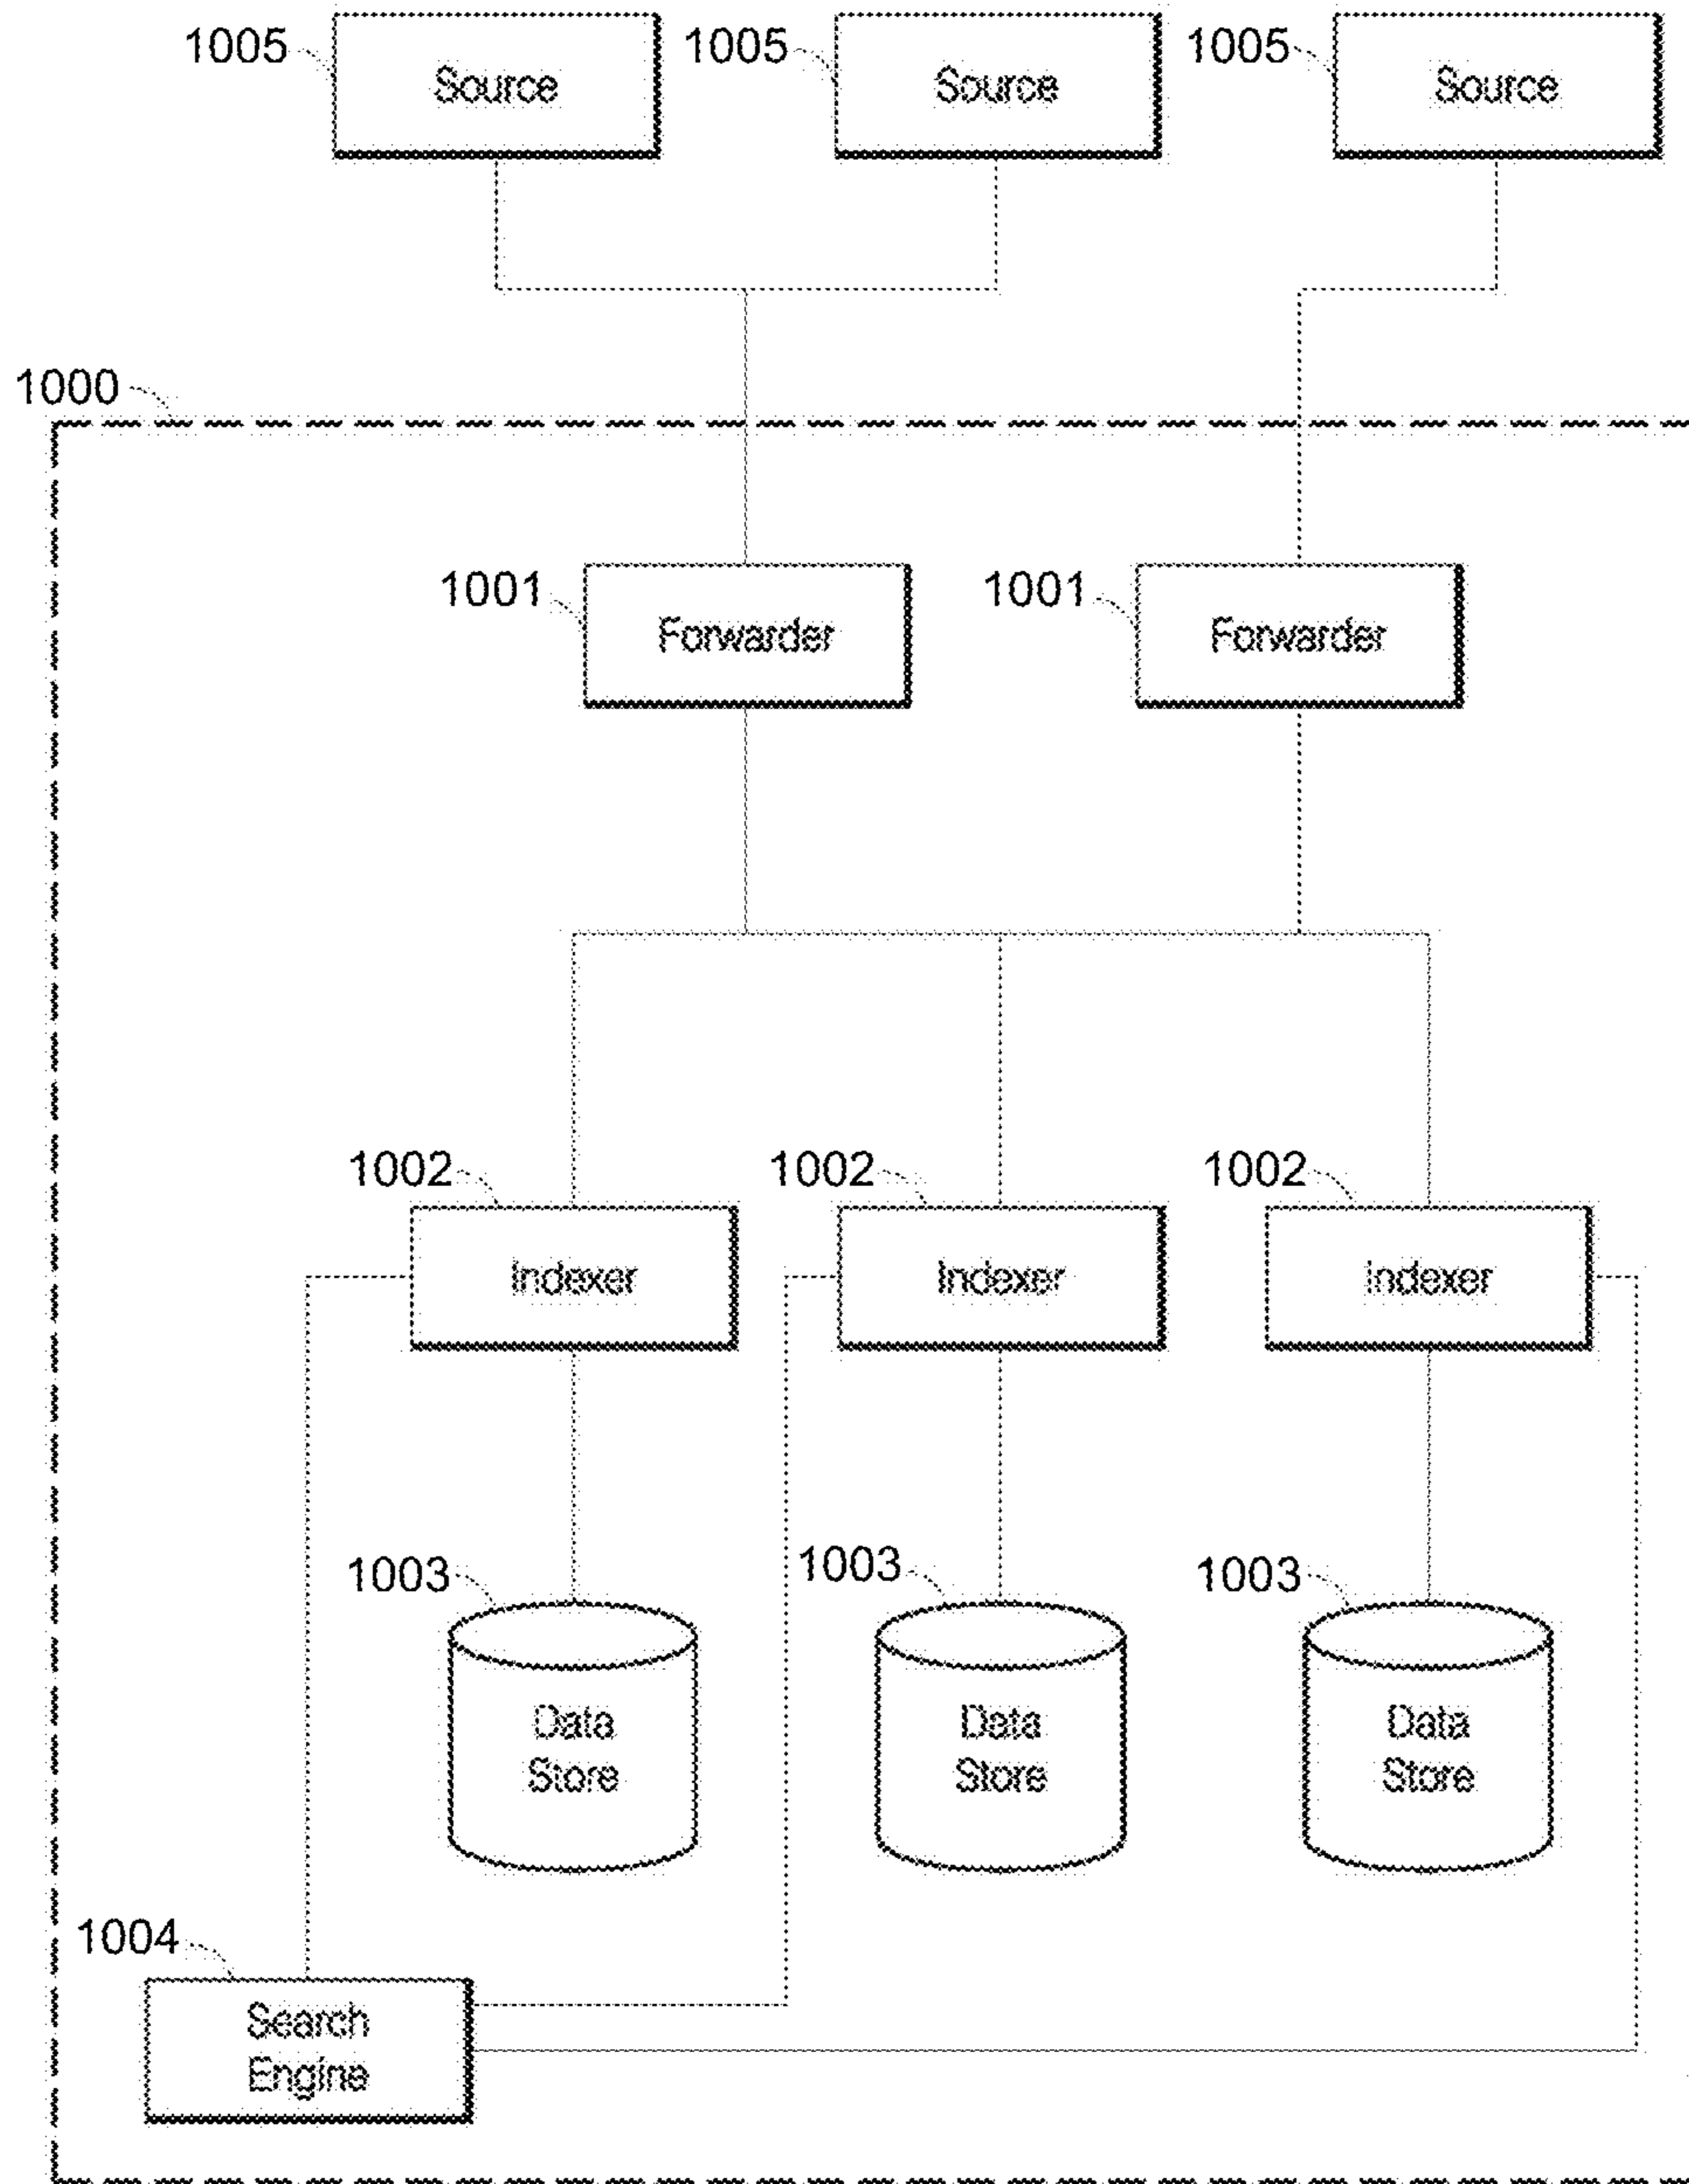 1005
Source
1005
Source
1005
Source
1000
1001
Forwarder
1001
Forwarder
1002
Indexer
1002
Indexer
1002
Indexer
1003
Data
Store
1003
Data
Store
1003
Data
Store
1004
Search
Engine